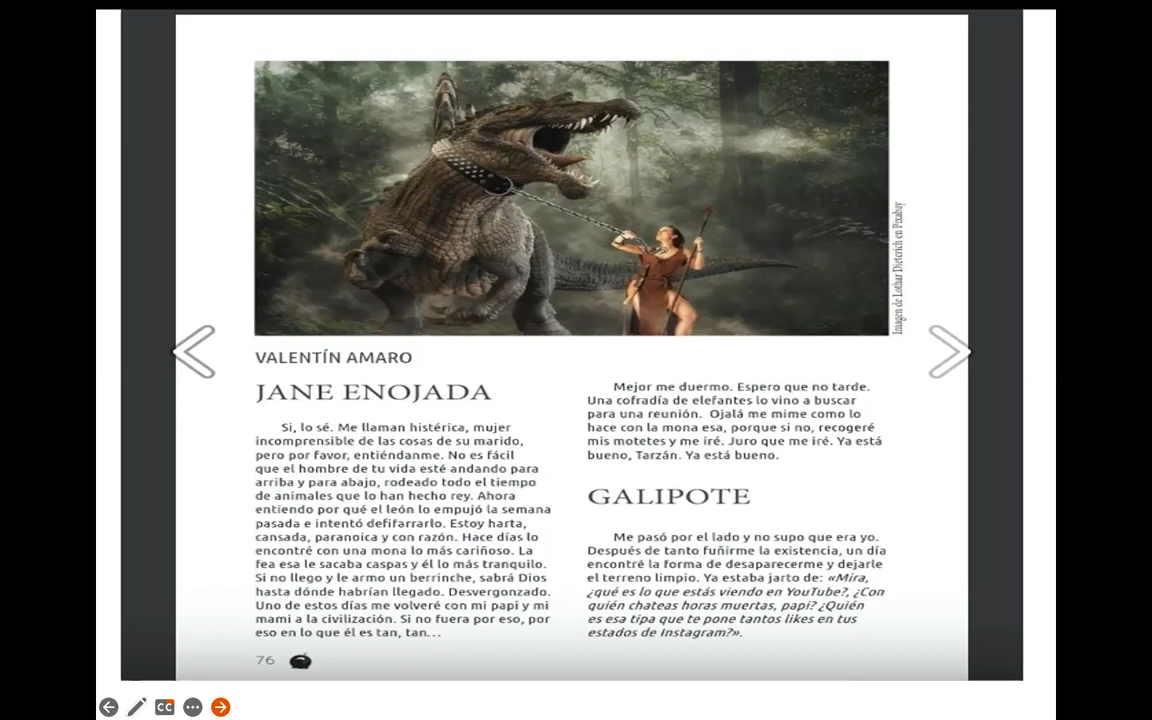 Imagen de Lothar Dieterich en Pixabay
VALENTÍN AMARO
JANE ENOJADA
Si, lo sé. Me llaman histérica, mujer
incomprensible de las cosas de su marido,
pero por favor, entiéndanme. No es fácil
que el hombre de tu vida esté andando para
arriba y para abajo, rodeado todo el tiempo
de animales que lo han hecho rey. Ahora
entiendo por qué el león lo empujó la semana
pasada e intentó defifarrarlo. Estoy harta,
cansada, paranoica y con razón. Hace días lo
encontré con una mona lo más cariñoso. La
fea esa le sacaba caspas y él lo más tranquilo.
Si no llego y le armo un berrinche, sabrá Dios
hasta dónde habrían llegado. Desvergonzado.
Uno de estos días me volveré con mi papi y mi
mami a la civilización. Si no fuera por eso, por
eso en lo que él es tan, tan...
Mejor me duermo. Espero que no tarde.
Una cofradía de elefantes lo vino a buscar
para una reunión. Ojalá me mime como lo
hace con la mona esa, porque si no, recogeré
mis motetes y me iré. Juro que me iré. Ya está
bueno, Tarzán. Ya está bueno.
GALIPOTE
Me pasó por el lado y no supo que era yo.
Después de tanto fuñirme la existencia, un día
encontré la forma de desaparecerme y dejarle
el terreno limpio. Ya estaba jarto de: «Mira,
¿qué es lo que estás viendo en YouTube?, ¿Con
quién chateas horas muertas, papi? ¿Quién
es esa tipa que te pone tantos likes en tus
estados de Instagram?».
76
CC